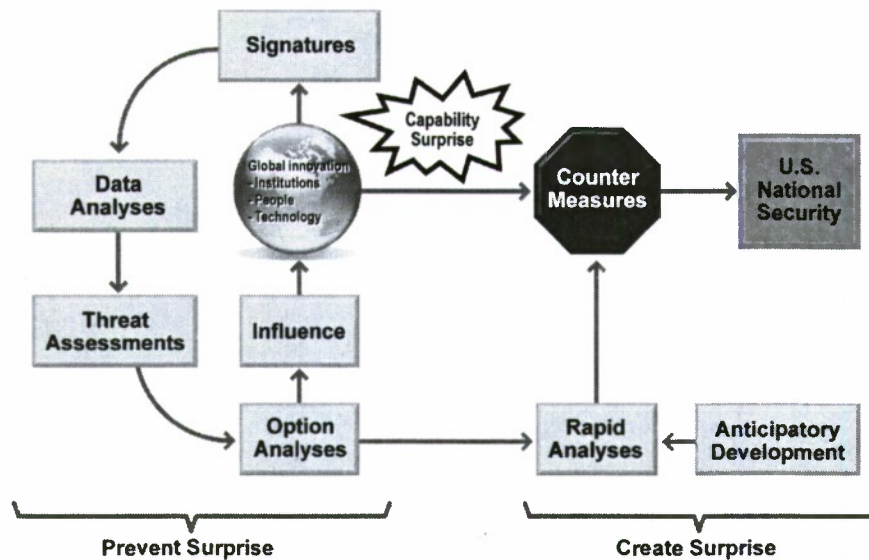 Signatures
Capability
Surprise
Global innovation
- Institutions
- People
- Technology
Counter
Measures
U.S.
National
Security
Data
Analyses
Threat
Assessments
Influence
Option
Analyses
Rapid
Analyses
Anticipatory
Development
Prevent Surprise
Create Surprise